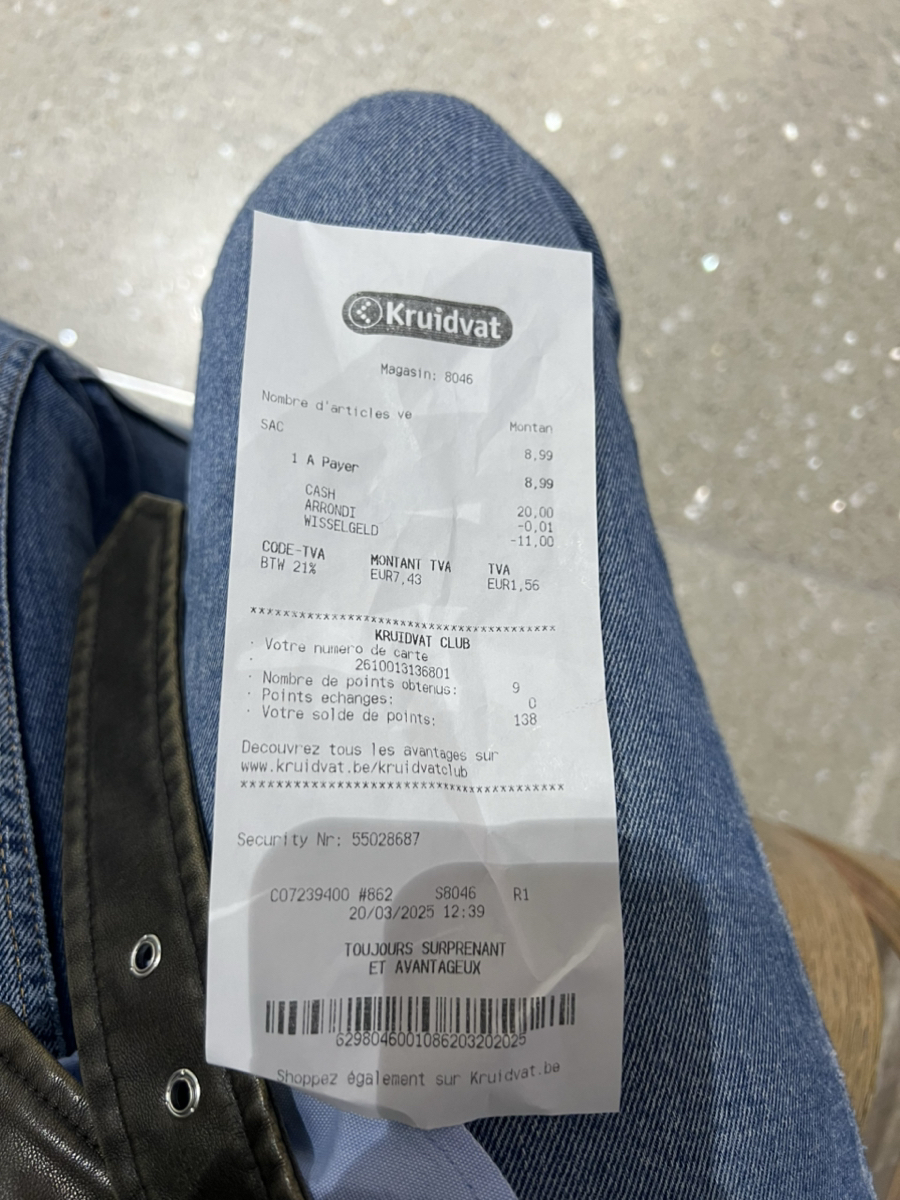 Kruidvat
Magasin: 8046
Nombre d'articles ve
Montan
SAC 8,99
1 A Payer 8,99
CASH 20,00
ARRONDI -0,01
WISSELGELD -11,00
CODE-TVA MONTANT TVA TVA
BTW 21% EUR7,43 EUR1,56
************************************
KRUIDVAT CLUB
· Votre numero de carte
· 2610013136801
· Nombre de points obtenus: 9
· Points echanges: 0
· Votre solde de points: 138
Decouvrez tous les avantages sur
www.kruidvat.be/kruidvatclub
************************************
Security Nr: 55028687
C07239400 #862 S8046 R1
20/03/2025 12:39
TOUJOURS SURPRENANT
ET AVANTAGEUX
6298046001086203202025
Shoppez également sur Kruidvat.be